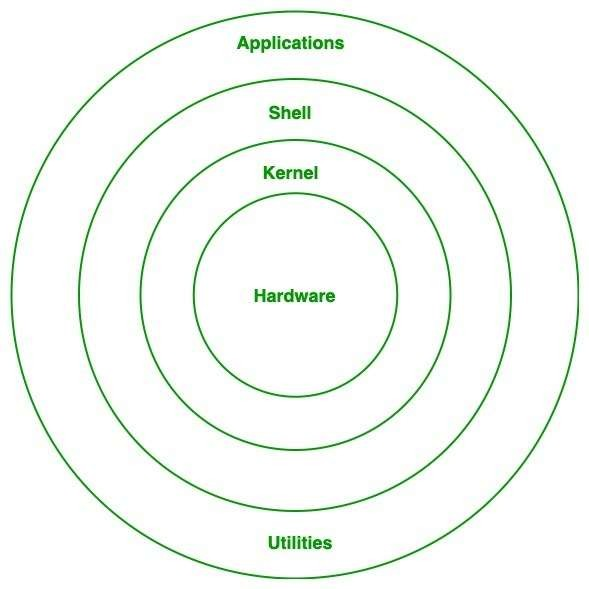 Applications
Shell
Kernel
Hardware
Utilities